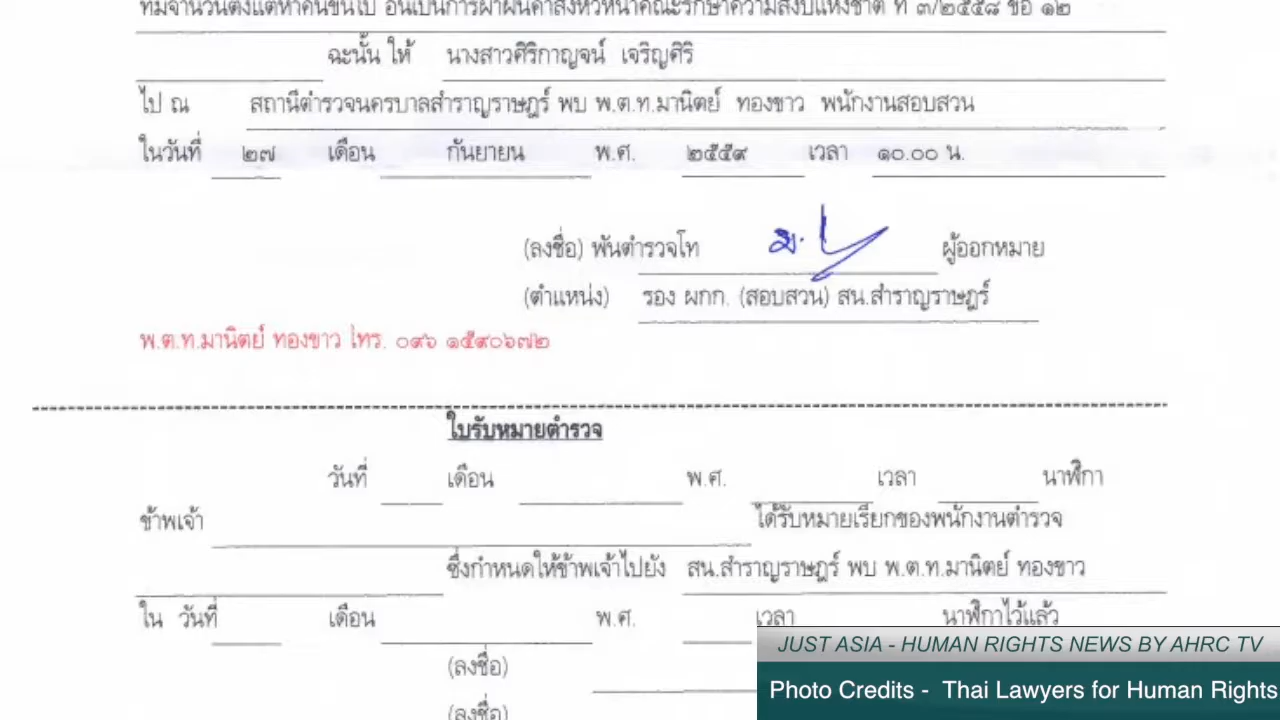 ที่มีจำนวนตั้งแต่ห้าคนขึ้นไป อันเป็นการฝ่าฝืนคำสั่งหัวหน้าคณะรักษาความสงบแห่งชาติ ที่ ๓/๒๕๕๘ ข้อ ๑๒
ฉะนั้น ให้ นางสาวศิริกาญจน์ เจริญศิริ
ไป ณ สถานีตำรวจนครบาลสำราญราษฎร์ พบ พ.ต.ท.มานิตย์ ทองขาว พนักงานสอบสวน
ในวันที่ ๒๗ เดือน กันยายน พ.ศ. ๒๕๕๙ เวลา ๑๐.๐๐ น.
(ลงชื่อ) พันตำรวจโท ผู้ออกหมาย
(ตำแหน่ง) รอง ผกก. (สอบสวน) สน.สำราญราษฎร์
พ.ต.ท.มานิตย์ ทองขาว โทร. ๐๙๖ ๑๕๙๐๖๗๒
ใบรับหมายตำรวจ
วันที่ เดือน พ.ศ. เวลา นาฬิกา
ข้าพเจ้า ได้รับหมายเรียกของพนักงานตำรวจ
ซึ่งกำหนดให้ข้าพเจ้าไปยัง สน.สำราญราษฎร์ พบ พ.ต.ท.มานิตย์ ทองขาว
ใน วันที่ เดือน พ.ศ. เวลา นาฬิกาไว้แล้ว
(ลงชื่อ)
(ลงชื่อ)
JUST ASIA - HUMAN RIGHTS NEWS BY AHRC TV
Photo Credits - Thai Lawyers for Human Rights